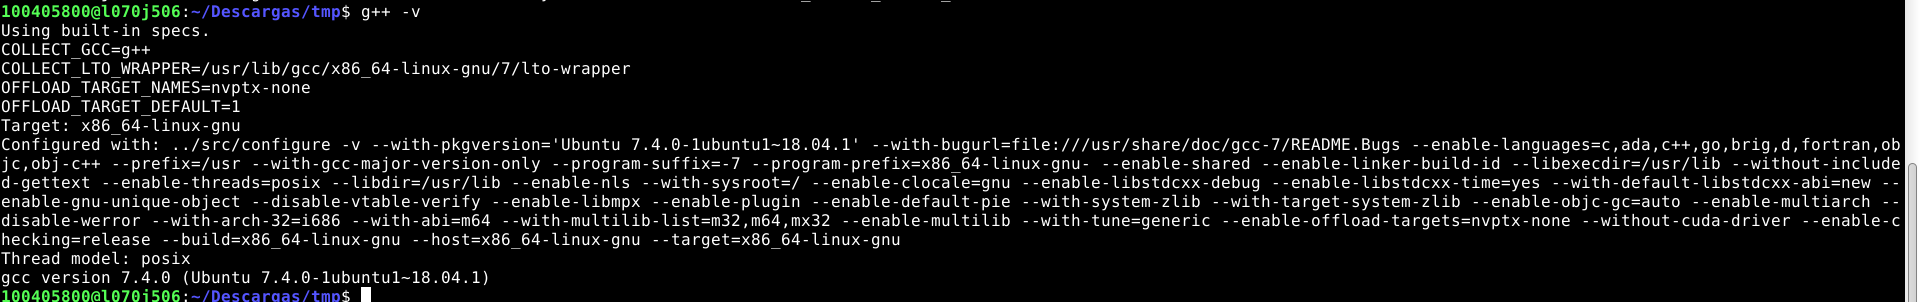 100405800@l070j506:~/Descargas/tmp$ g++ -v
Using built-in specs.
COLLECT_GCC=g++
COLLECT_LTO_WRAPPER=/usr/lib/gcc/x86_64-linux-gnu/7/lto-wrapper
OFFLOAD_TARGET_NAMES=nvptx-none
OFFLOAD_TARGET_DEFAULT=1
Target: x86_64-linux-gnu
Configured with: ../src/configure -v --with-pkgversion='Ubuntu 7.4.0-1ubuntu1~18.04.1' --with-bugurl=file:///usr/share/doc/gcc-7/README.Bugs --enable-languages=c,ada,c++,go,brig,d,fortran,ob
jc,obj-c++ --prefix=/usr --with-gcc-major-version-only --program-suffix=-7 --program-prefix=x86_64-linux-gnu- --enable-shared --enable-linker-build-id --libexecdir=/usr/lib --without-include
d-gettext --enable-threads=posix --libdir=/usr/lib --enable-nls --with-sysroot=/ --enable-clocale=gnu --enable-libstdcxx-debug --enable-libstdcxx-time=yes --with-default-libstdcxx-abi=new --
enable-gnu-unique-object --disable-vtable-verify --enable-libmpx --enable-plugin --enable-default-pie --with-system-zlib --with-target-system-zlib --enable-objc-gc=auto --enable-multiarch --
disable-werror --with-arch-32=i686 --with-abi=m64 --with-multilib-list=m32,m64,mx32 --enable-multilib --with-tune=generic --enable-offload-targets=nvptx-none --without-cuda-driver --enable-c
hecking=release --build=x86_64-linux-gnu --host=x86_64-linux-gnu --target=x86_64-linux-gnu
Thread model: posix
gcc version 7.4.0 (Ubuntu 7.4.0-1ubuntu1~18.04.1)
100405800@l070j506:~/Descargas/tmp$